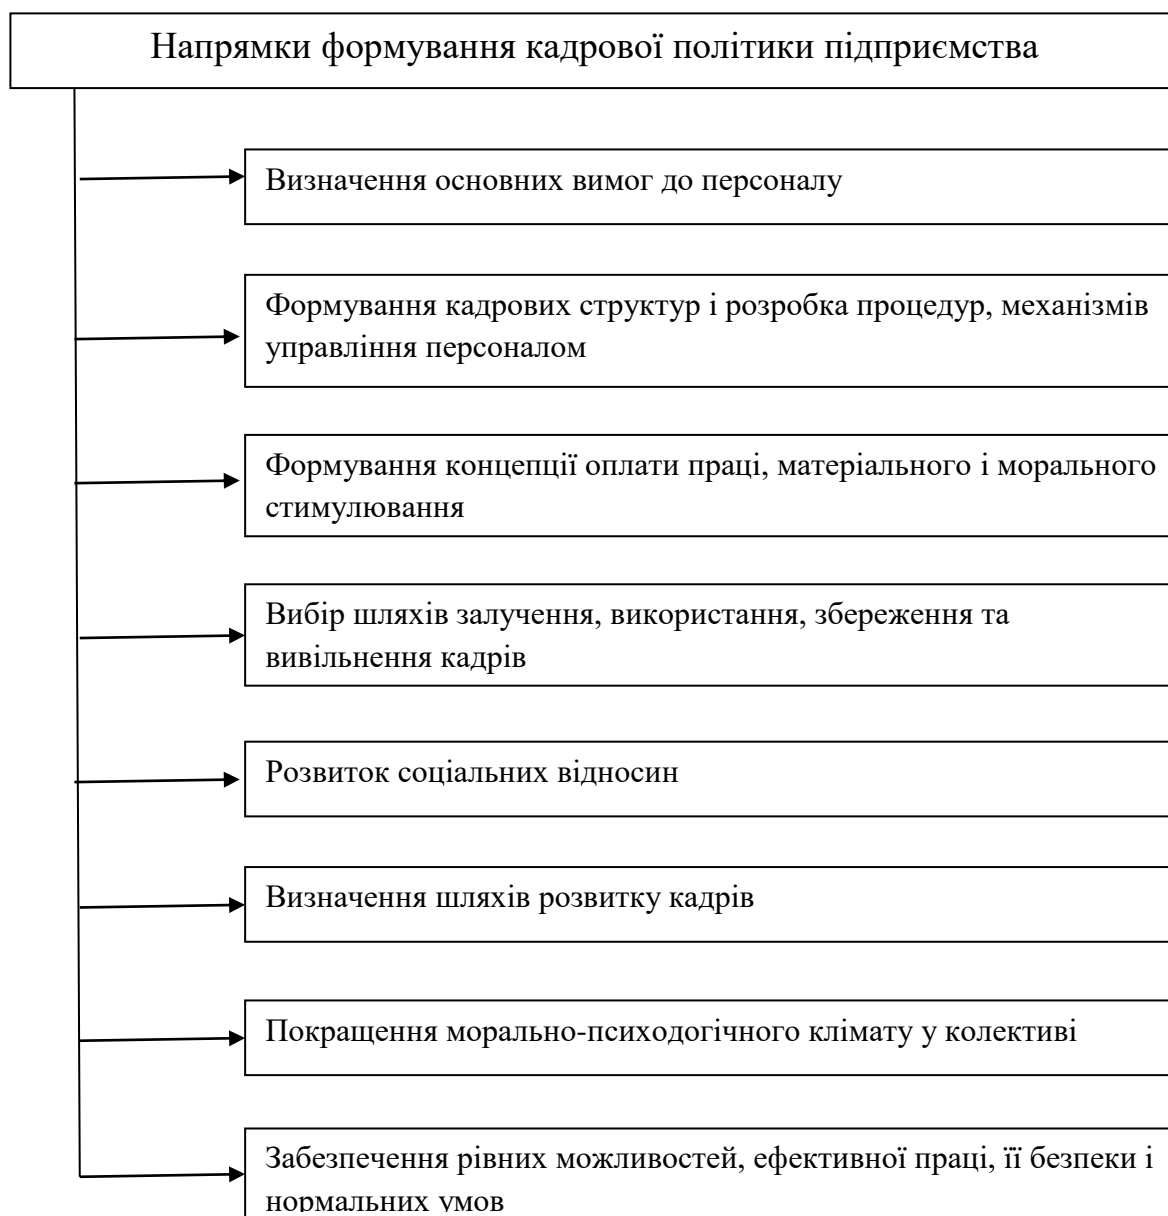 Напрямки формування кадрової політики підприємства
Визначення основних вимог до персоналу
Формування кадрових структур і розробка процедур, механізмів
управління персоналом
Формування концепції оплати праці, матеріального і морального
стимулювання
Вибір шляхів залучення, використання, збереження та
вивільнення кадрів
Розвиток соціальних відносин
Визначення шляхів розвитку кадрів
Покращення морально-психодогічного клімату у колективі
Забезпечення рівних можливостей, ефективної праці, її безпеки і
нормальних умов